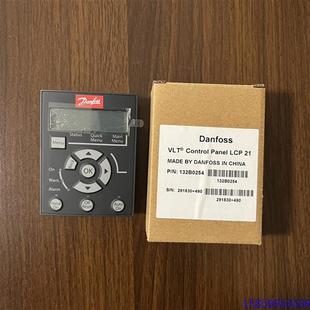 Danfoss
Status
Quick
Menu
Main
Menu
Menu
OK
On
Warn
Alarm
Hand
On
Off
Reset
Auto
On
Danfoss
VLT® Control Panel LCP 21
MADE BY DANFOSS IN CHINA
P/N: 132B0254
132B0254
S/N: 291830+490
291830+490